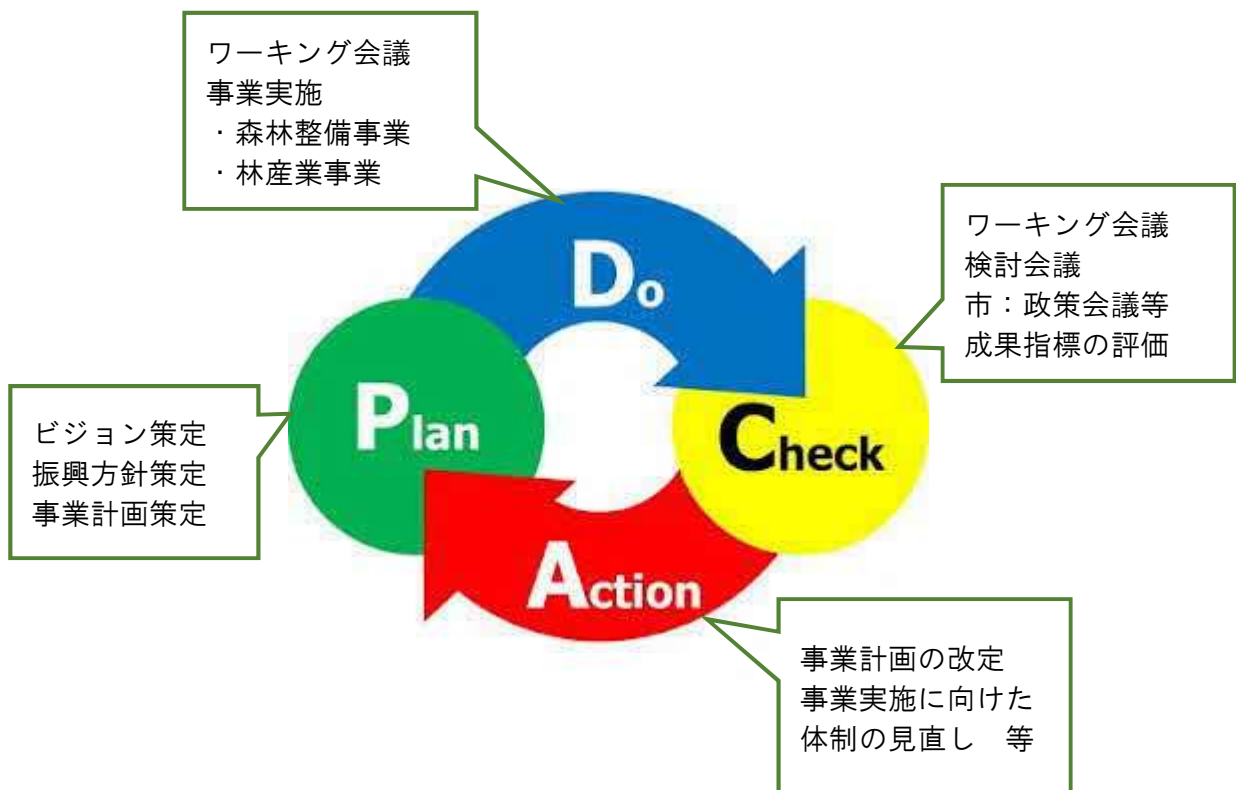 ワーキング会議
事業実施
・森林整備事業
・林産業事業
Do
ワーキング会議
検討会議
市：政策会議等
成果指標の評価
Plan
ビジョン策定
振興方針策定
事業計画策定
Check
Action
事業計画の改定
事業実施に向けた
体制の見直し　等